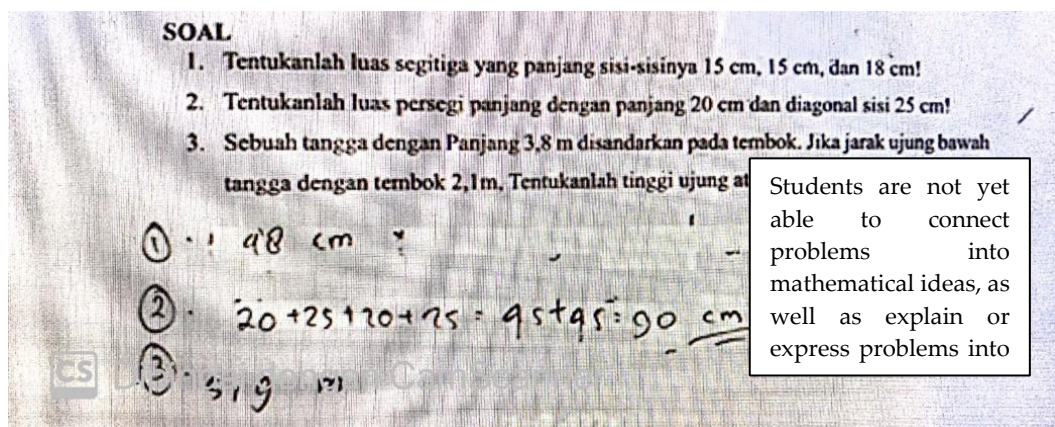 SOAL
1. Tentukanlah luas segitiga yang panjang sisi-sisinya 15 cm, 15 cm, dan 18 cm!
2. Tentukanlah luas persegi panjang dengan panjang 20 cm dan diagonal sisi 25 cm!
3. Sebuah tangga dengan Panjang 3,8 m disandarkan pada tembok. Jika jarak ujung bawah
tangga dengan tembok 2,1m, Tentukanlah tinggi ujung at
Students are not yet
able to connect
problems into
mathematical ideas, as
well as explain or
express problems into
① 48 cm
② 20 +25 + 20 + 25 = 45+45 = 90 cm
③ 5,9 m
CS